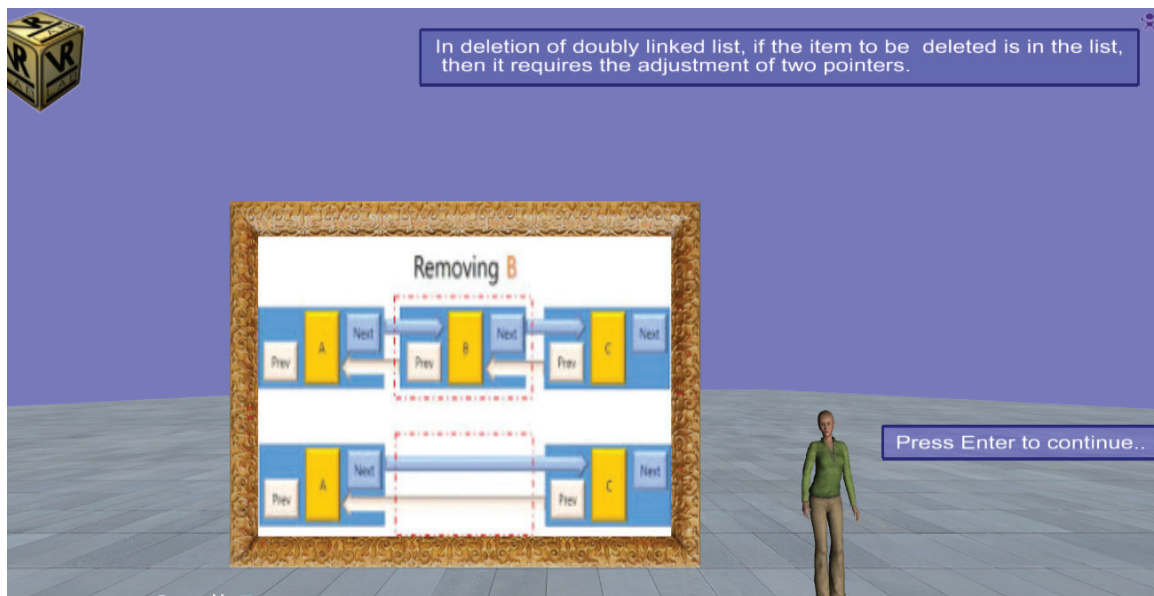 In deletion of doubly linked list, if the item to be deleted is in the list,
then it requires the adjustment of two pointers.
VR
LAB
Removing B
Prev A Next Prev B Next Prev C Next
Press Enter to continue..
Prev A Next Prev C Next